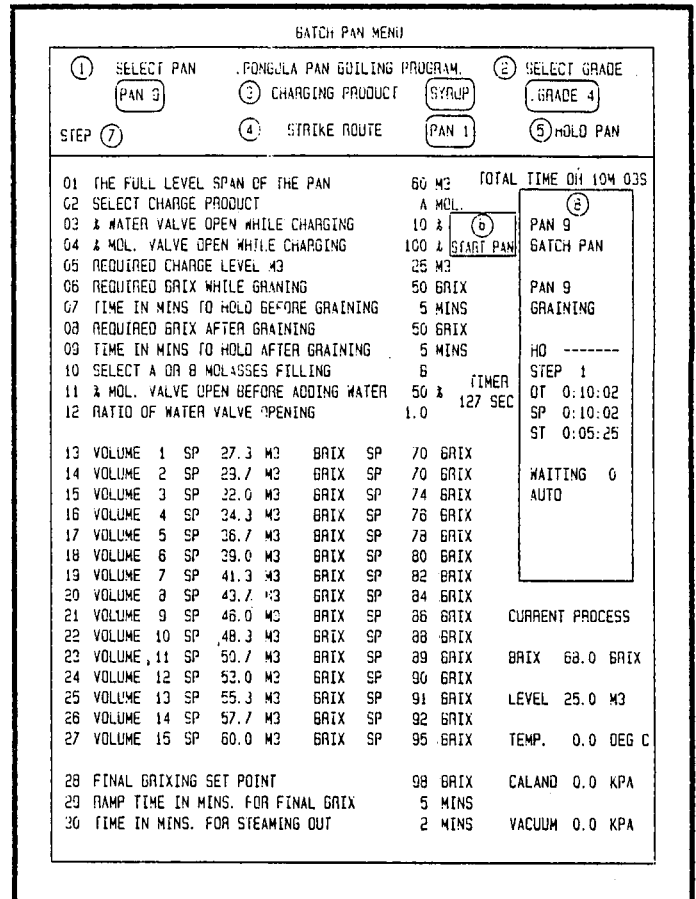 BATCH PAN MENU
1 SELECT PAN .PONGOLA PAN BOILING PROGRAM. 2 SELECT GRADE
PAN 9 3 CHARGING PRODUCT SYRUP .GRADE 4
STEP 7 4 STRIKE ROUTE PAN 1 5 HOLD PAN
01 THE FULL LEVEL SPAN OF THE PAN 60 M3 TOTAL TIME 0H 10M 03S
02 SELECT CHARGE PRODUCT A MOL. 8
03 % WATER VALVE OPEN WHILE CHARGING 10 % 6 PAN 9
04 % MOL. VALVE OPEN WHILE CHARGING 100 % START PAN BATCH PAN
05 REQUIRED CHARGE LEVEL M3 25 M3
06 REQUIRED BRIX WHILE GRANING 50 BRIX PAN 9
07 TIME IN MINS TO HOLD BEFORE GRAINING 5 MINS GRAINING
08 REQUIRED BRIX AFTER GRAINING 50 BRIX
09 TIME IN MINS TO HOLD AFTER GRAINING 5 MINS HO -------
10 SELECT A OR B MOLASSES FILLING B STEP 1
11 % MOL. VALVE OPEN BEFORE ADDING WATER 50 % TIMER OT 0:10:02
12 RATIO OF WATER VALVE OPENING 1.0 127 SEC SP 0:10:02
ST 0:05:25
13 VOLUME 1 SP 27.3 M3 BRIX SP 70 BRIX
14 VOLUME 2 SP 29.7 M3 BRIX SP 70 BRIX WAITING 0
15 VOLUME 3 SP 32.0 M3 BRIX SP 74 BRIX AUTO
16 VOLUME 4 SP 34.3 M3 BRIX SP 76 BRIX
17 VOLUME 5 SP 36.7 M3 BRIX SP 78 BRIX
18 VOLUME 6 SP 39.0 M3 BRIX SP 80 BRIX
19 VOLUME 7 SP 41.3 M3 BRIX SP 82 BRIX
20 VOLUME 8 SP 43.7 M3 BRIX SP 84 BRIX
21 VOLUME 9 SP 46.0 M3 BRIX SP 86 BRIX CURRENT PROCESS
22 VOLUME 10 SP 48.3 M3 BRIX SP 88 BRIX
23 VOLUME 11 SP 50.7 M3 BRIX SP 89 BRIX BRIX 68.0 BRIX
24 VOLUME 12 SP 53.0 M3 BRIX SP 90 BRIX
25 VOLUME 13 SP 55.3 M3 BRIX SP 91 BRIX LEVEL 25.0 M3
26 VOLUME 14 SP 57.7 M3 BRIX SP 92 BRIX
27 VOLUME 15 SP 60.0 M3 BRIX SP 95 BRIX TEMP. 0.0 DEG C
28 FINAL BRIXING SET POINT 98 BRIX CALAND 0.0 KPA
29 RAMP TIME IN MINS. FOR FINAL BRIX 5 MINS
30 TIME IN MINS. FOR STEAMING OUT 2 MINS VACUUM 0.0 KPA